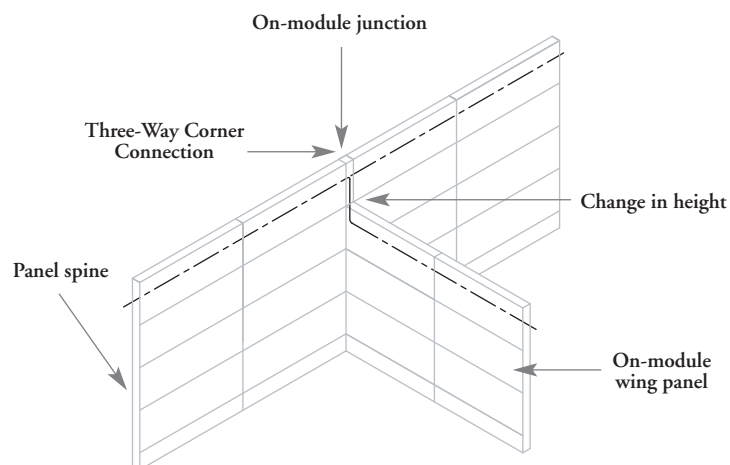 On-module junction
Three-Way Corner
Connection
Change in height
Panel spine
On-module
wing panel